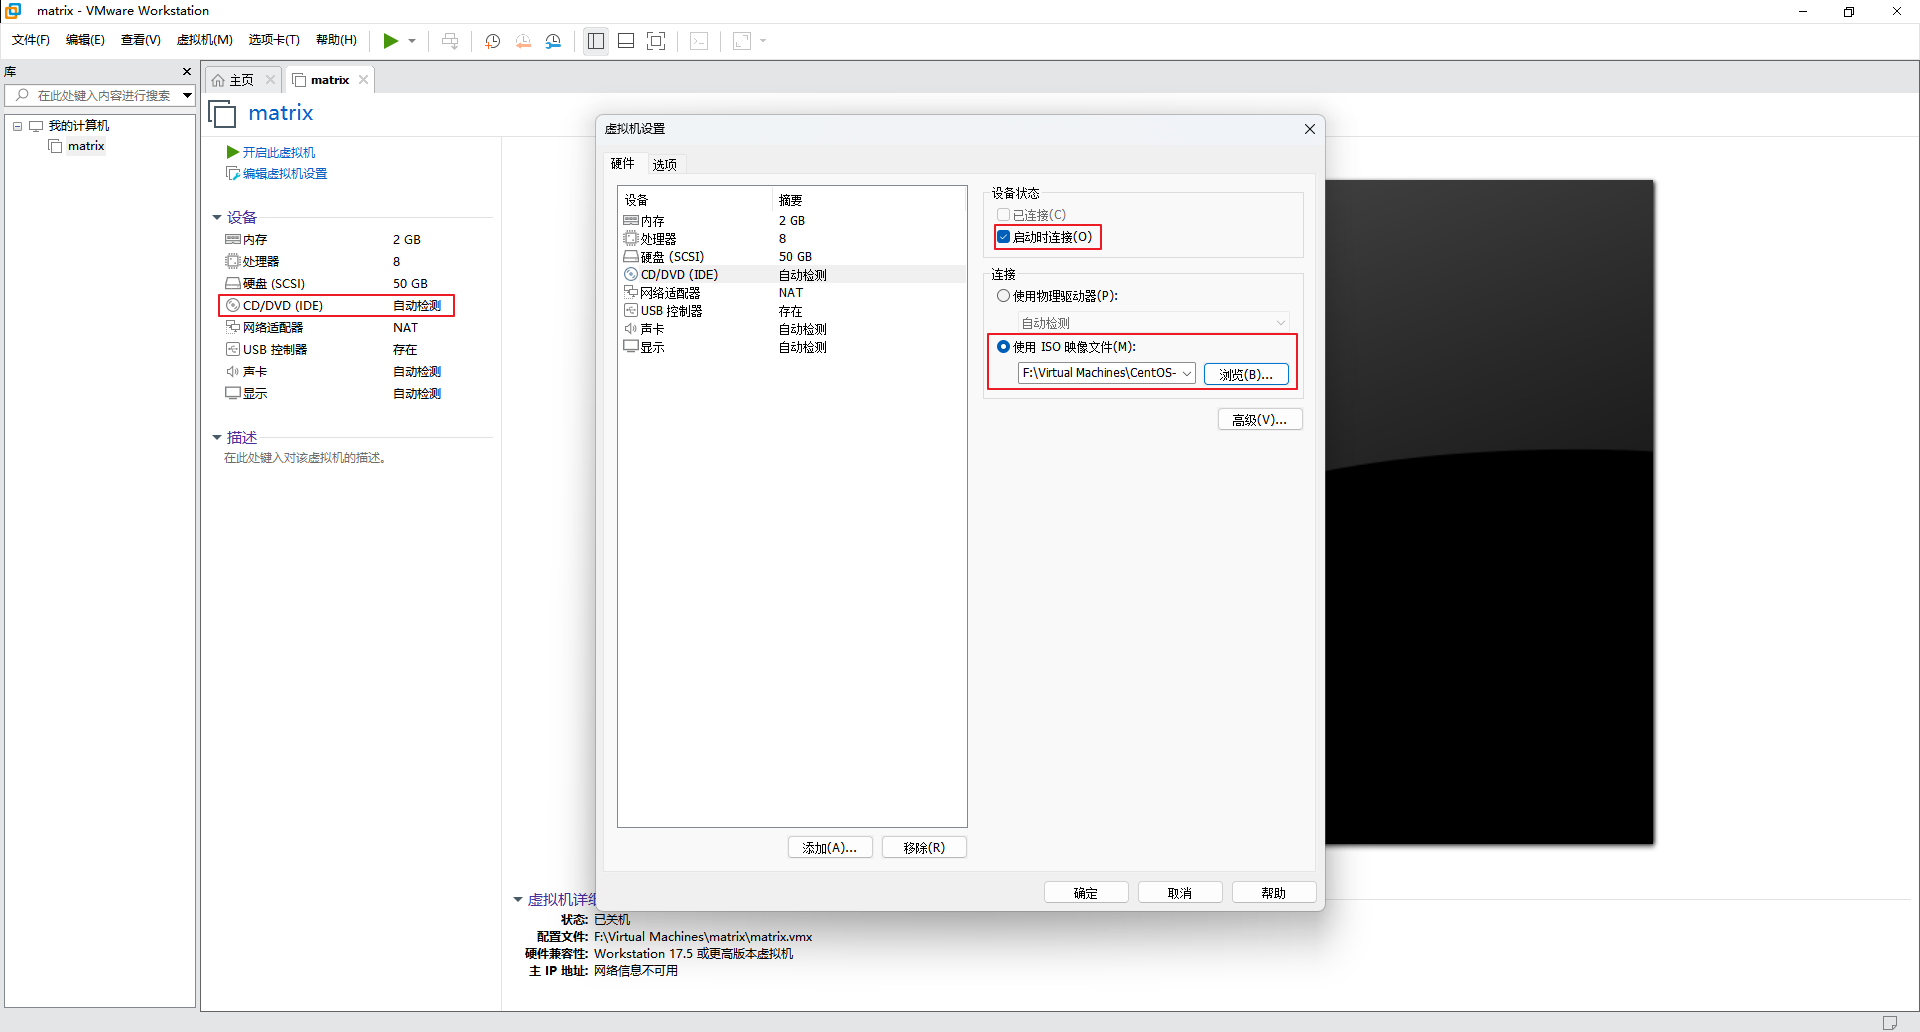 matrix - VMware Workstation
文件(F) 编辑(E) 查看(V) 虚拟机(M) 选项卡(T) 帮助(H)
库
在此处键入内容进行搜索
我的计算机
matrix
主页
matrix
matrix
开启此虚拟机
编辑虚拟机设置
设备
内存 2 GB
处理器 8
硬盘 (SCSI) 50 GB
CD/DVD (IDE) 自动检测
网络适配器 NAT
USB 控制器 存在
声卡 自动检测
显示 自动检测
描述
在此处键入对该虚拟机的描述。
虚拟机设置
硬件 选项
设备 摘要
内存 2 GB
处理器 8
硬盘 (SCSI) 50 GB
CD/DVD (IDE) 自动检测
网络适配器 NAT
USB 控制器 存在
声卡 自动检测
显示 自动检测
添加(A)... 移除(R)
设备状态
已连接(C)
启动时连接(O)
连接
使用物理驱动器(P):
自动检测
使用 ISO 映像文件(M):
F:\Virtual Machines\CentOS- 浏览(B)...
高级(V)...
确定 取消 帮助
虚拟机详细
状态: 已关机
配置文件: F:\Virtual Machines\matrix\matrix.vmx
硬件兼容性: Workstation 17.5 或更高版本虚拟机
主 IP 地址: 网络信息不可用